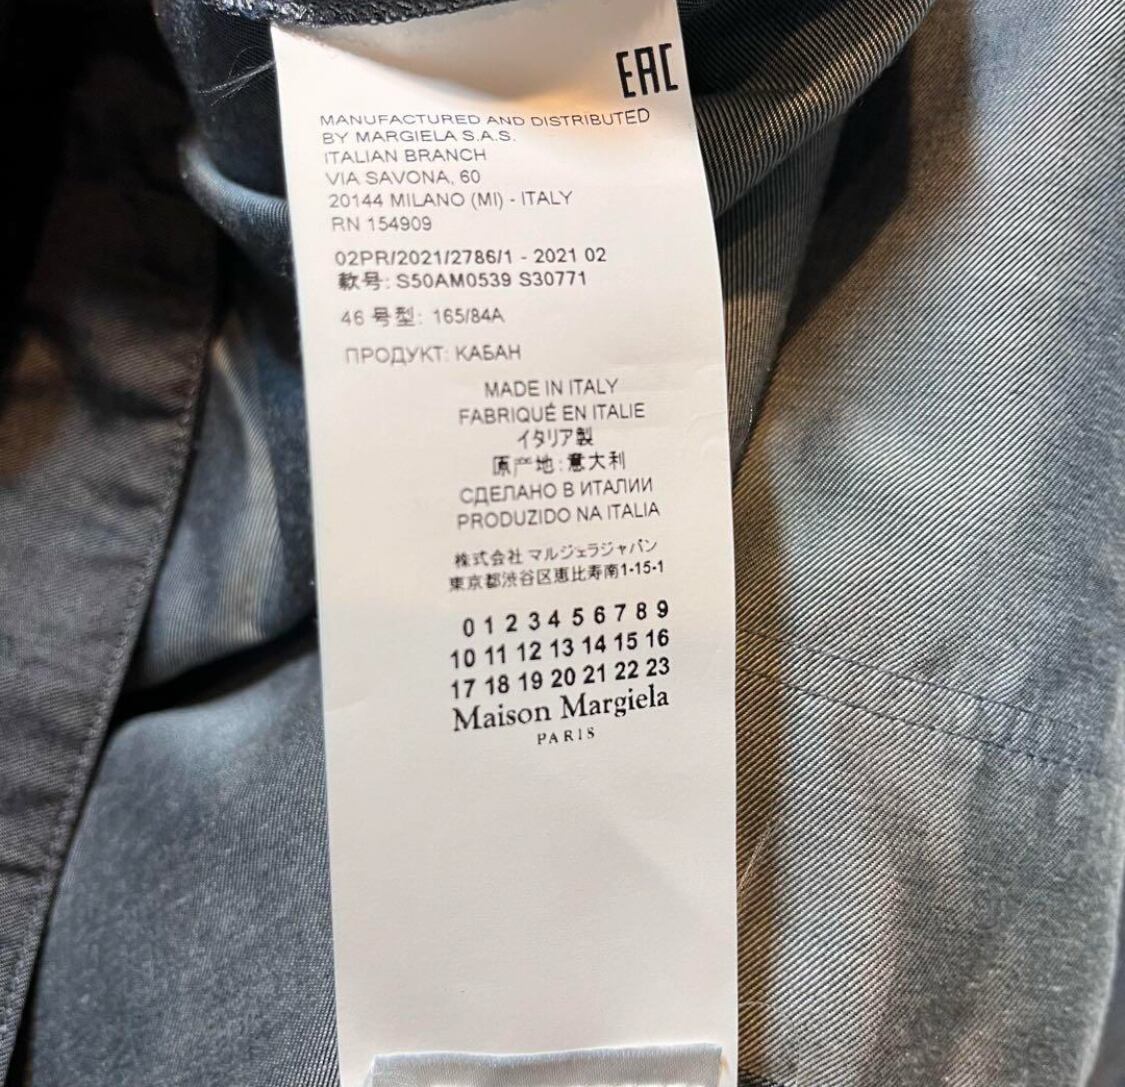 EAC
MANUFACTURED AND DISTRIBUTED
BY MARGIELA S.A.S.
ITALIAN BRANCH
VIA SAVONA, 60
20144 MILANO (MI) - ITALY
RN 154909
02PR/2021/2786/1 - 2021 02
款号: S50AM0539 S30771
46 号型: 165/84A
ПРОДУКТ: КАБАН
MADE IN ITALY
FABRIQUÉ EN ITALIE
イタリア製
原产地:意大利
СДЕЛАНО В ИТАЛИИ
PRODUZIDO NA ITALIA
株式会社 マルジェラジャパン
東京都渋谷区恵比寿南1-15-1
0 1 2 3 4 5 6 7 8 9
10 11 12 13 14 15 16
17 18 19 20 21 22 23
Maison Margiela
PARIS